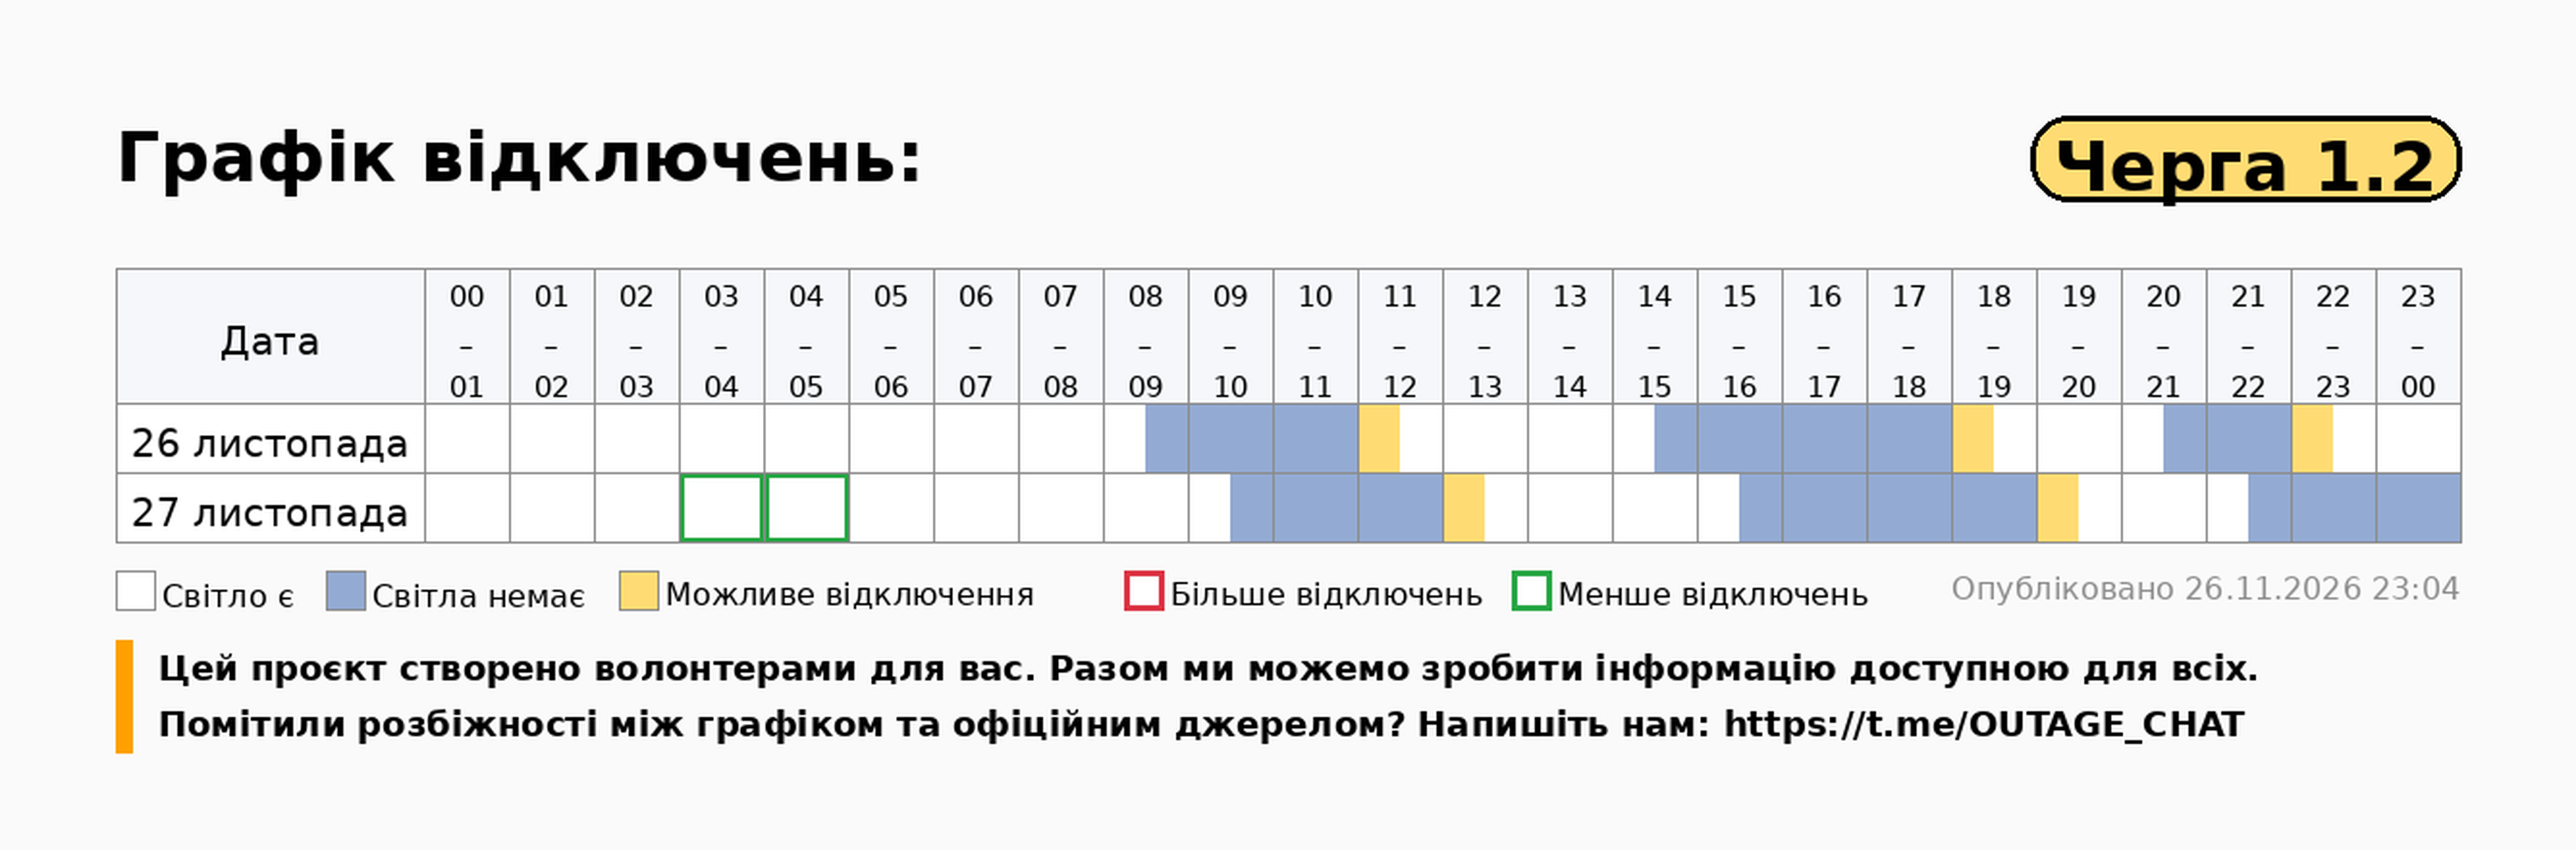 Графік відключень:
Черга 1.2
Дата
00 – 01
01 – 02
02 – 03
03 – 04
04 – 05
05 – 06
06 – 07
07 – 08
08 – 09
09 – 10
10 – 11
11 – 12
12 – 13
13 – 14
14 – 15
15 – 16
16 – 17
17 – 18
18 – 19
19 – 20
20 – 21
21 – 22
22 – 23
23 – 00
26 листопада
27 листопада
Світло є
Світла немає
Можливе відключення
Більше відключень
Менше відключень
Опубліковано 26.11.2026 23:04
Цей проєкт створено волонтерами для вас. Разом ми можемо зробити інформацію доступною для всіх.
Помітили розбіжності між графіком та офіційним джерелом? Напишіть нам: https://t.me/OUTAGE_CHAT